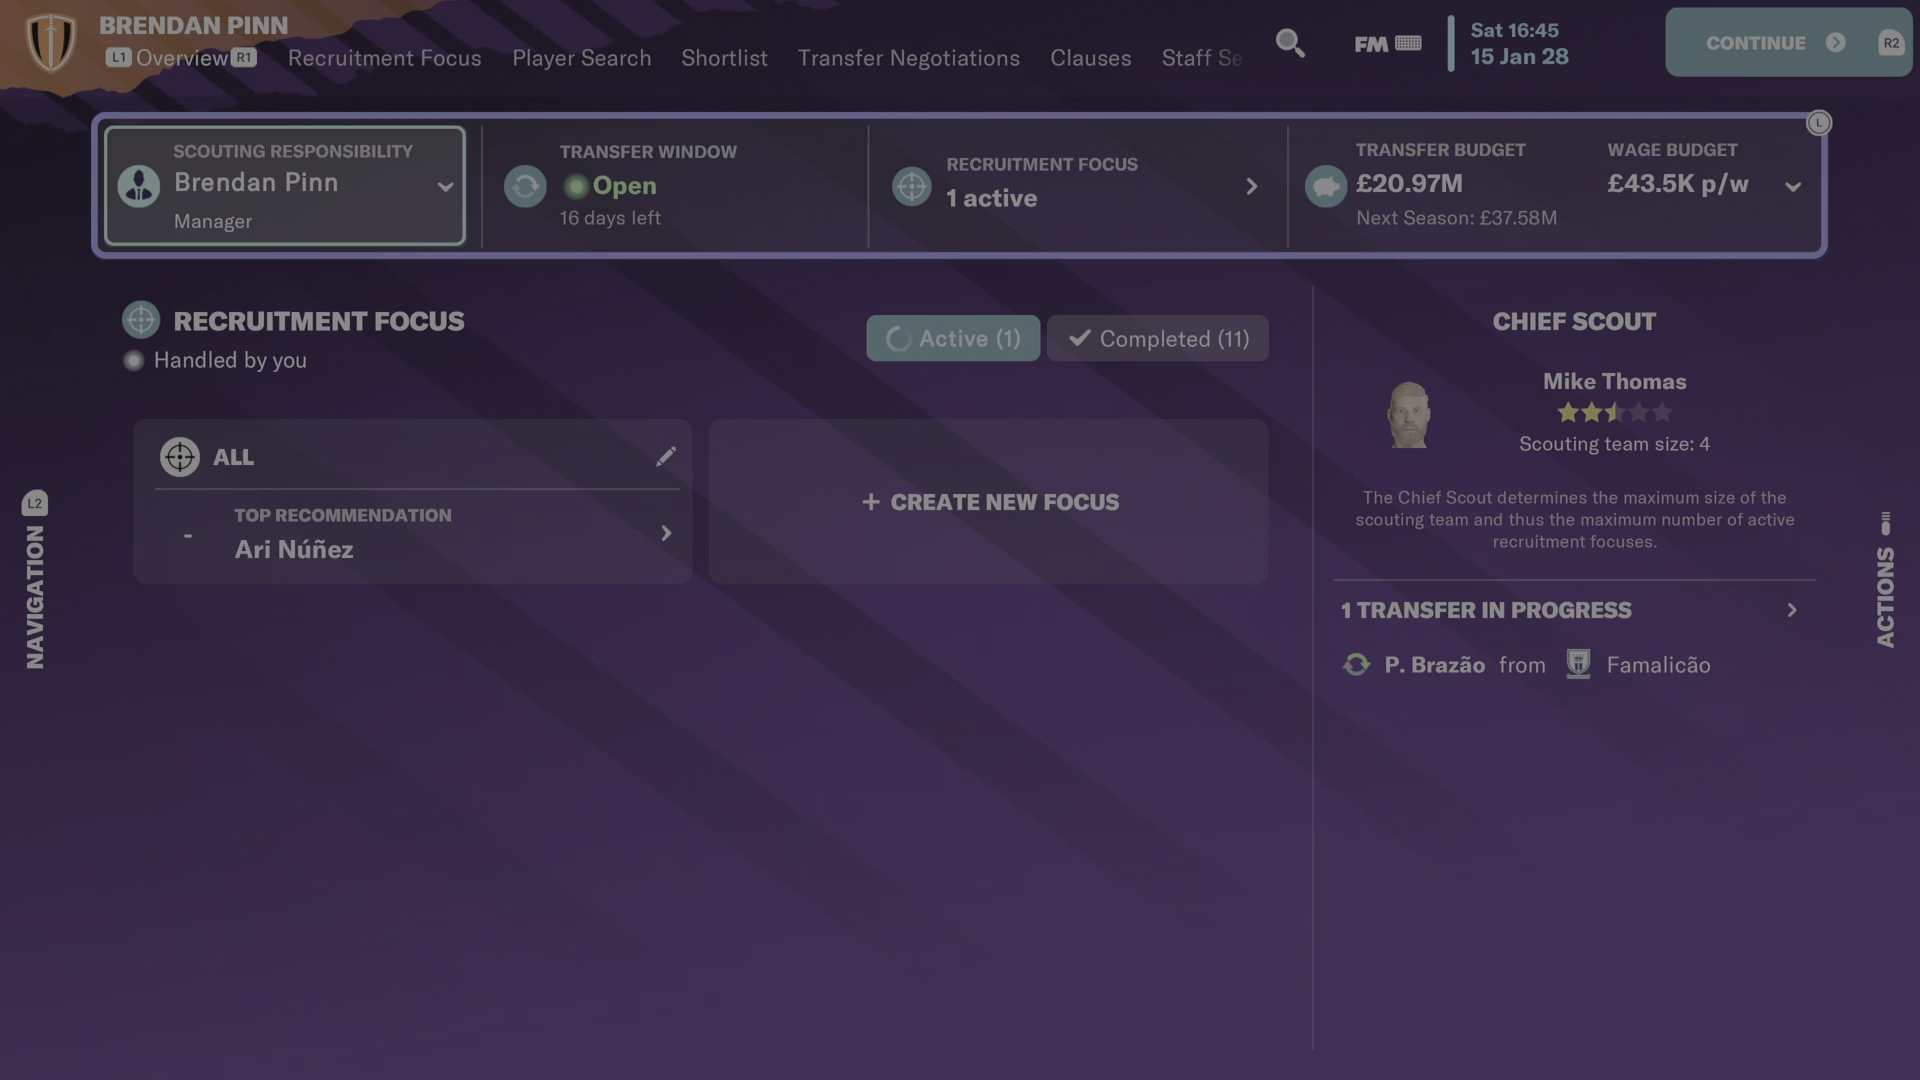 BRENDAN PINN
L1 Overview R1 Recruitment Focus Player Search Shortlist Transfer Negotiations Clauses Staff Se
FM
Sat 16:45
15 Jan 28
CONTINUE R2
L
SCOUTING RESPONSIBILITY
Brendan Pinn
Manager
TRANSFER WINDOW
Open
16 days left
RECRUITMENT FOCUS
1 active
TRANSFER BUDGET
£20.97M
Next Season: £37.58M
WAGE BUDGET
£43.5K p/w
RECRUITMENT FOCUS
Handled by you
Active (1)
Completed (11)
ALL
TOP RECOMMENDATION
-
Ari Núñez
+ CREATE NEW FOCUS
CHIEF SCOUT
Mike Thomas
Scouting team size: 4
The Chief Scout determines the maximum size of the
scouting team and thus the maximum number of active
recruitment focuses.
1 TRANSFER IN PROGRESS
P. Brazão from Famalicão
L2
NAVIGATION
ACTIONS